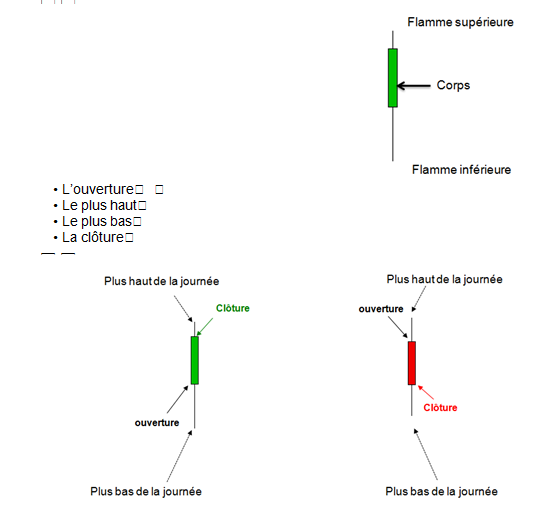 Flamme supérieure
Corps
Flamme inférieure
• L'ouverture
• Le plus haut
• Le plus bas
• La clôture
Plus haut de la journée
Clôture
ouverture
Plus bas de la journée
Plus haut de la journée
ouverture
Clôture
Plus bas de la journée